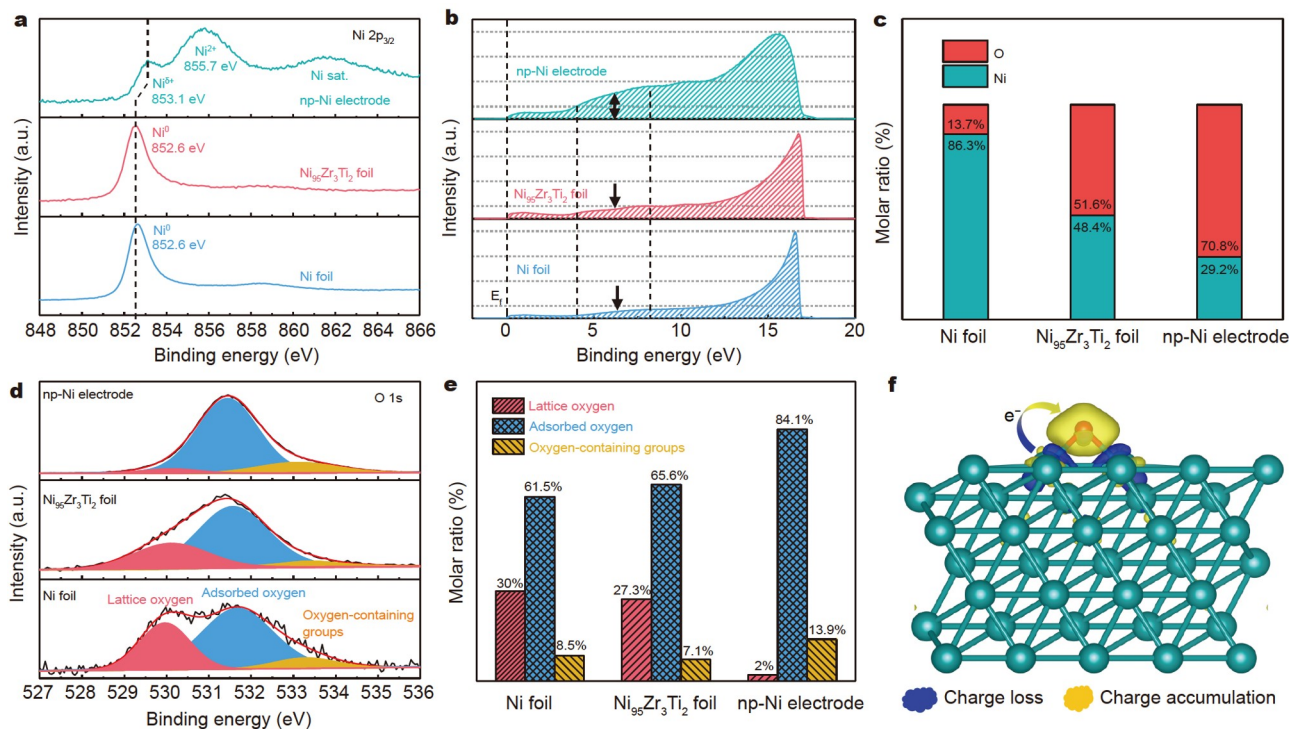 a
Ni 2p3/2
Ni2+
855.7 eV
Niδ+
853.1 eV
Ni sat.
np-Ni electrode
Ni0
852.6 eV
Ni95Zr3Ti2 foil
Ni0
852.6 eV
Ni foil
Intensity (a.u.)
848 850 852 854 856 858 860 862 864 866
Binding energy (eV)
b
np-Ni electrode
Ni95Zr3Ti2 foil
Ni foil
Ef
Intensity (a.u.)
0 5 10 15 20
Binding energy (eV)
c
O
Ni
13.7%
86.3%
51.6%
48.4%
70.8%
29.2%
Molar ratio (%)
Ni foil Ni95Zr3Ti2 foil np-Ni electrode
d
np-Ni electrode
O 1s
Ni95Zr3Ti2 foil
Ni foil
Lattice oxygen
Adsorbed oxygen
Oxygen-containing
groups
Intensity (a.u.)
527 528 529 530 531 532 533 534 535 536
Binding energy (eV)
e
Lattice oxygen
Adsorbed oxygen
Oxygen-containing groups
30%
61.5%
8.5%
27.3%
65.6%
7.1%
2%
84.1%
13.9%
Molar ratio (%)
Ni foil Ni95Zr3Ti2 foil np-Ni electrode
f
e-
Charge loss
Charge accumulation